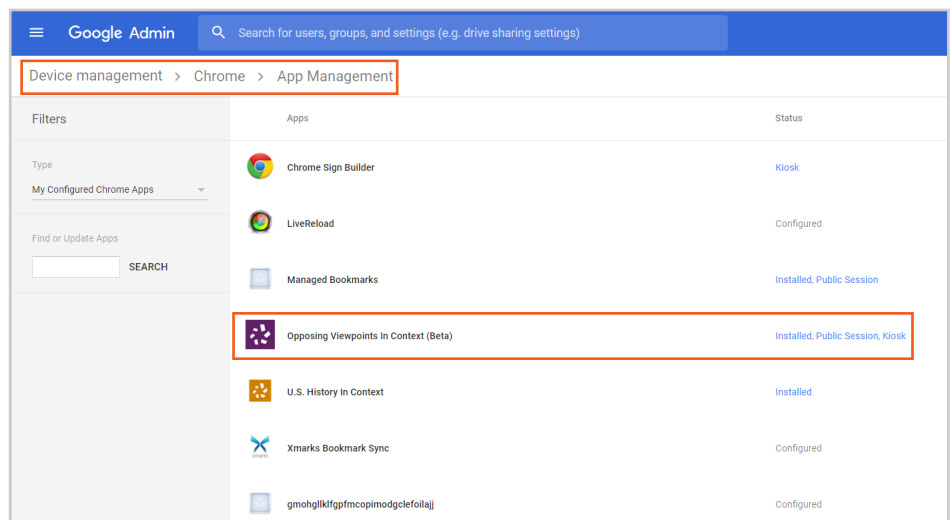 Google Admin
Search for users, groups, and settings (e.g. drive sharing settings)
Device management > Chrome > App Management
Filters
Apps
Status
Type
My Configured Chrome Apps
Find or Update Apps
SEARCH
Chrome Sign Builder
Kiosk
LiveReload
Configured
Managed Bookmarks
Installed, Public Session
Opposing Viewpoints In Context (Beta)
Installed, Public Session, Kiosk
U.S. History In Context
Installed
xmarks
Xmarks Bookmark Sync
Configured
gmohgllklfgpfmcopimodgclefoilajj
Configured